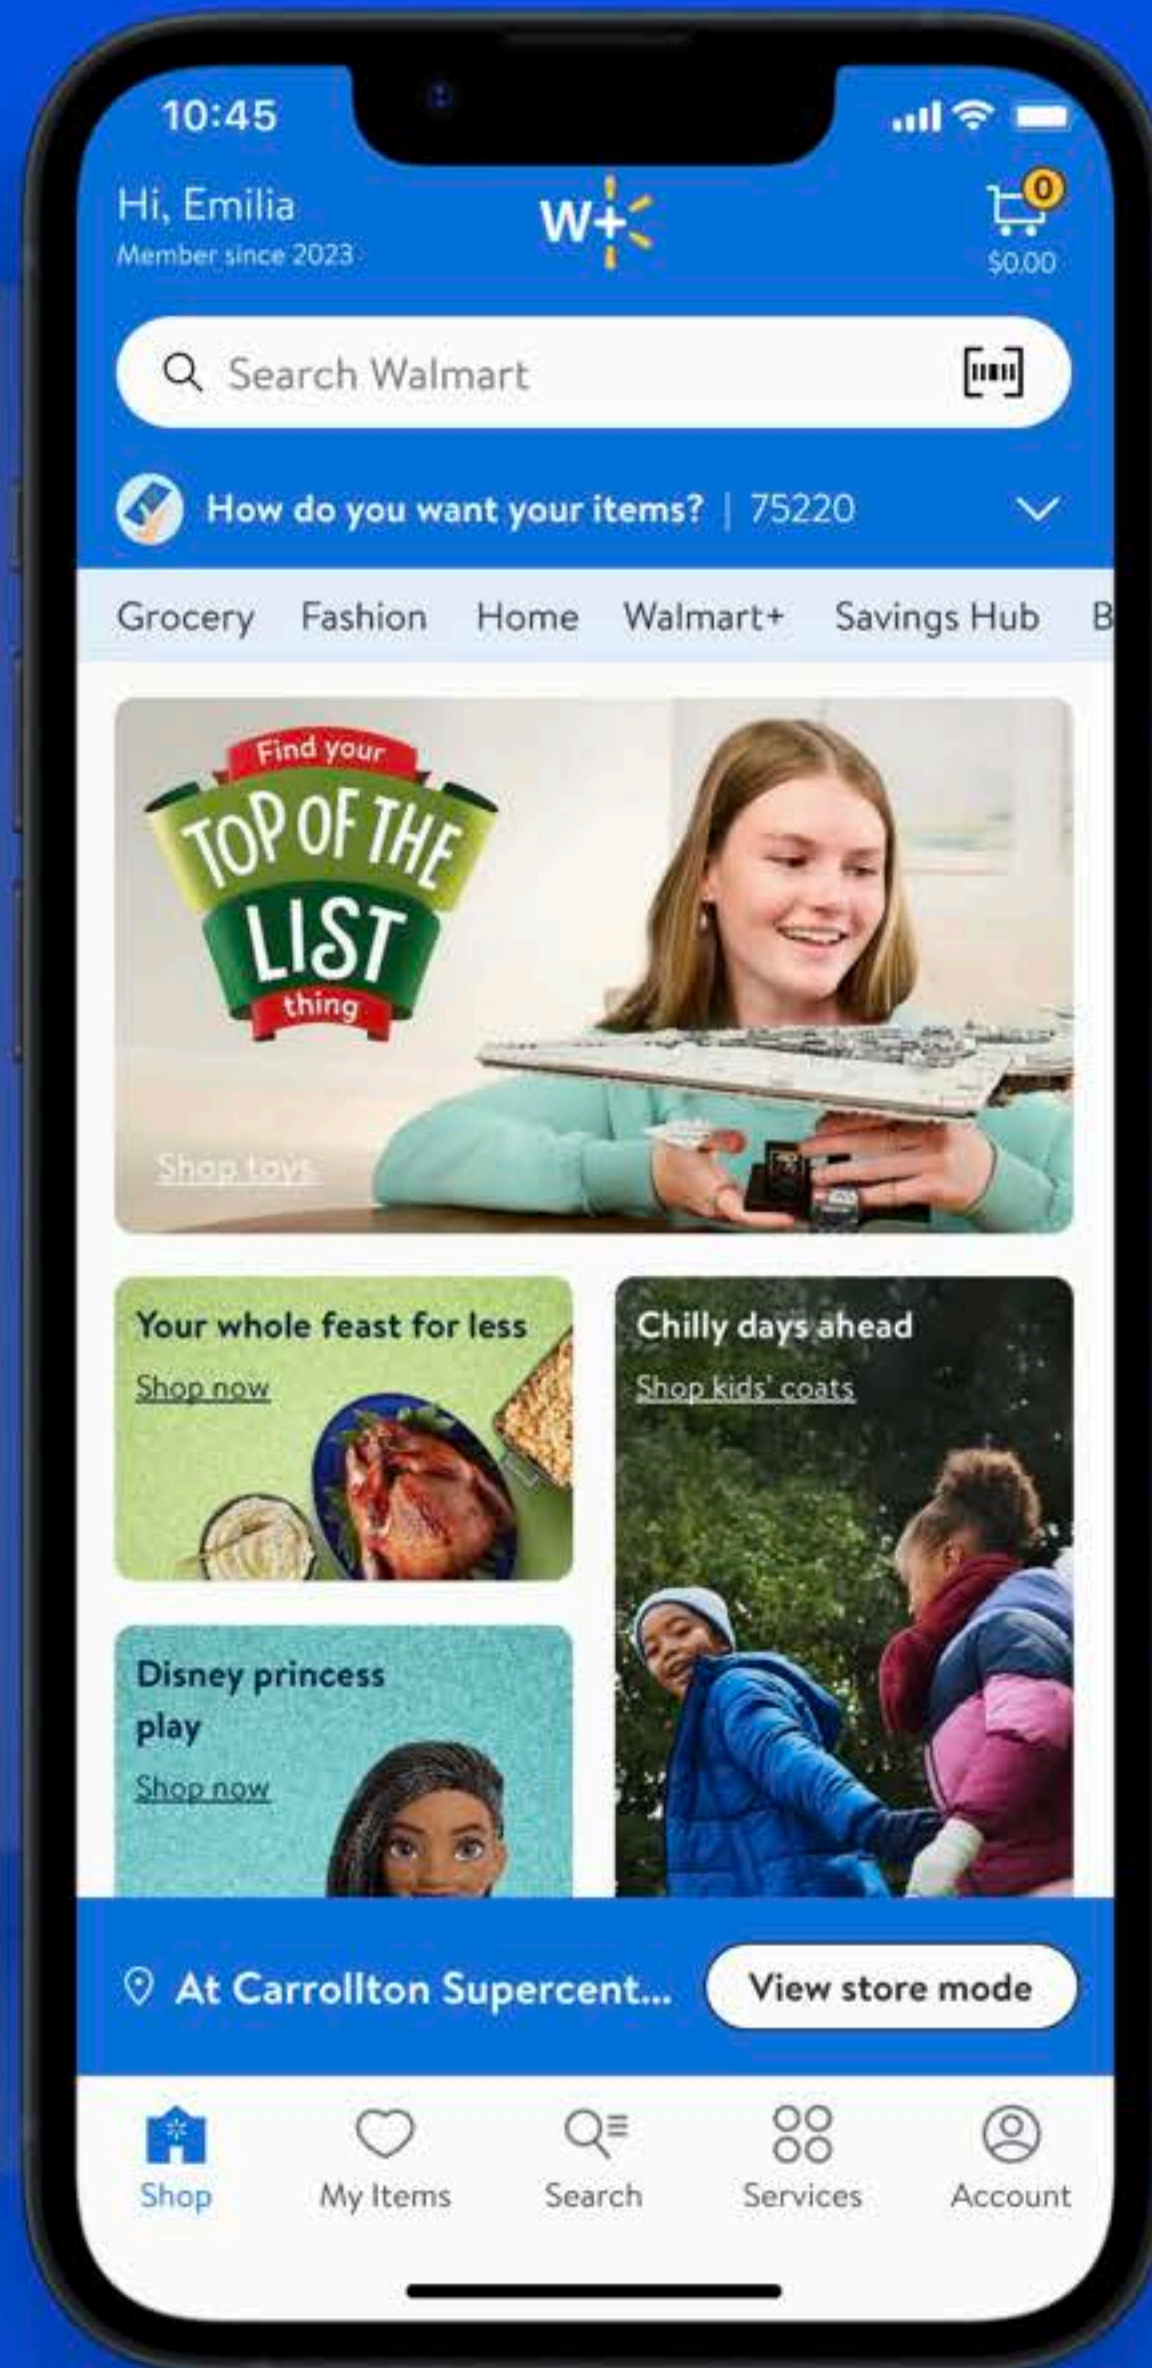 10:45
Hi, Emilia
Member since 2023
W+
0
$0.00
Search Walmart
How do you want your items? | 75220
Grocery Fashion Home Walmart+ Savings Hub B
Find your
TOP OF THE
LIST
thing
Shop toys
Your whole feast for less
Shop now
Chilly days ahead
Shop kids' coats
Disney princess
play
Shop now
At Carrollton Supercent...
View store mode
Shop My Items Search Services Account